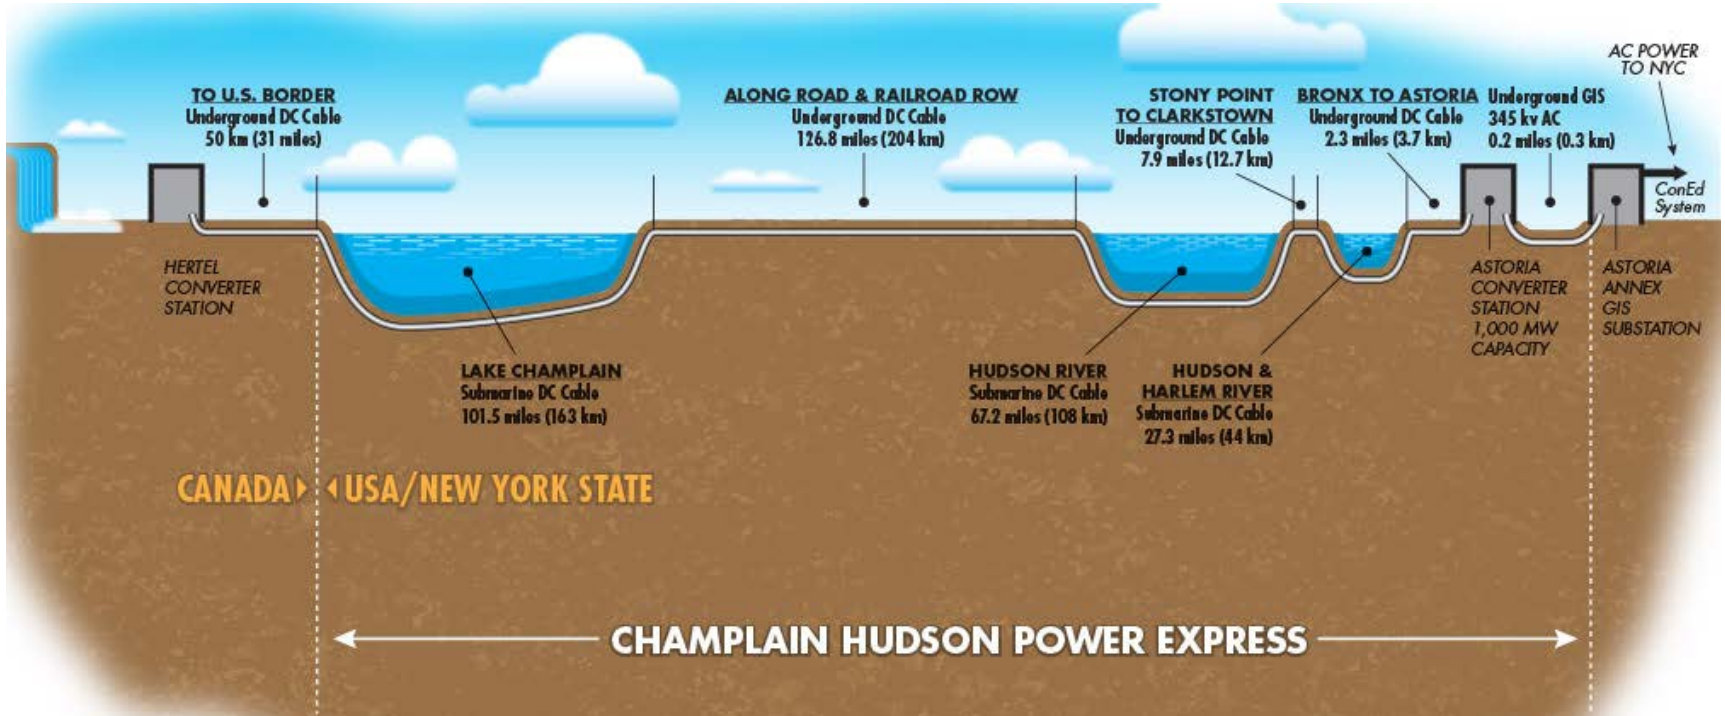 TO U.S. BORDER
Underground DC Cable
50 km (31 miles)
ALONG ROAD & RAILROAD ROW
Underground DC Cable
126.8 miles (204 km)
STONY POINT
TO CLARKSTOWN
Underground DC Cable
7.9 miles (12.7 km)
BRONX TO ASTORIA
Underground DC Cable
2.3 miles (3.7 km)
Underground GIS
345 kv AC
0.2 miles (0.3 km)
AC POWER
TO NYC
ConEd
System
HERTEL
CONVERTER
STATION
ASTORIA
CONVERTER
STATION
1,000 MW
CAPACITY
ASTORIA
ANNEX
GIS
SUBSTATION
LAKE CHAMPLAIN
Submarine DC Cable
101.5 miles (163 km)
HUDSON RIVER
Submarine DC Cable
67.2 miles (108 km)
HUDSON &
HARLEM RIVER
Submarine DC Cable
27.3 miles (44 km)
CANADA
USA/NEW YORK STATE
CHAMPLAIN HUDSON POWER EXPRESS